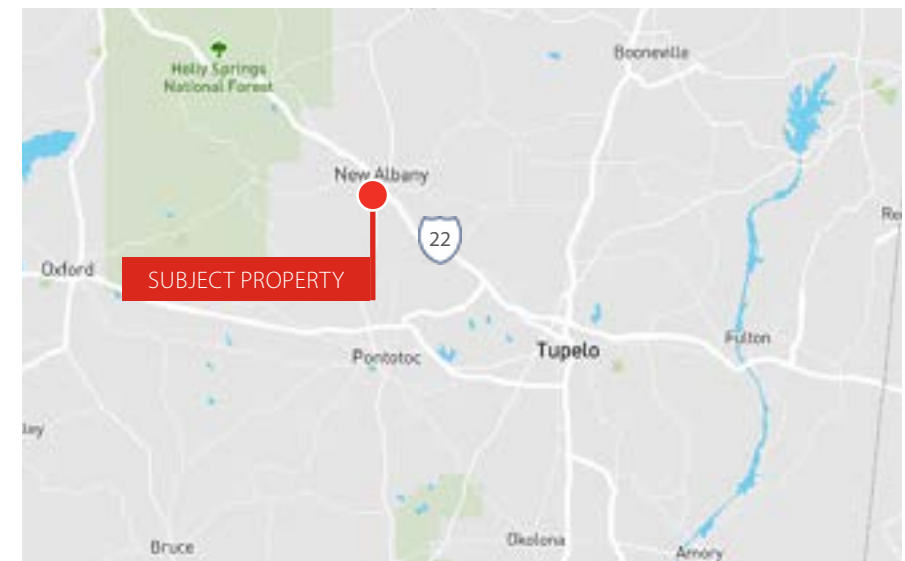 Booneville
Holly Springs
National Forest
New Albany
22
Oxford
SUBJECT PROPERTY
Fulton
Tupelo
Pontotoc
Bruce
Okolona
Amory